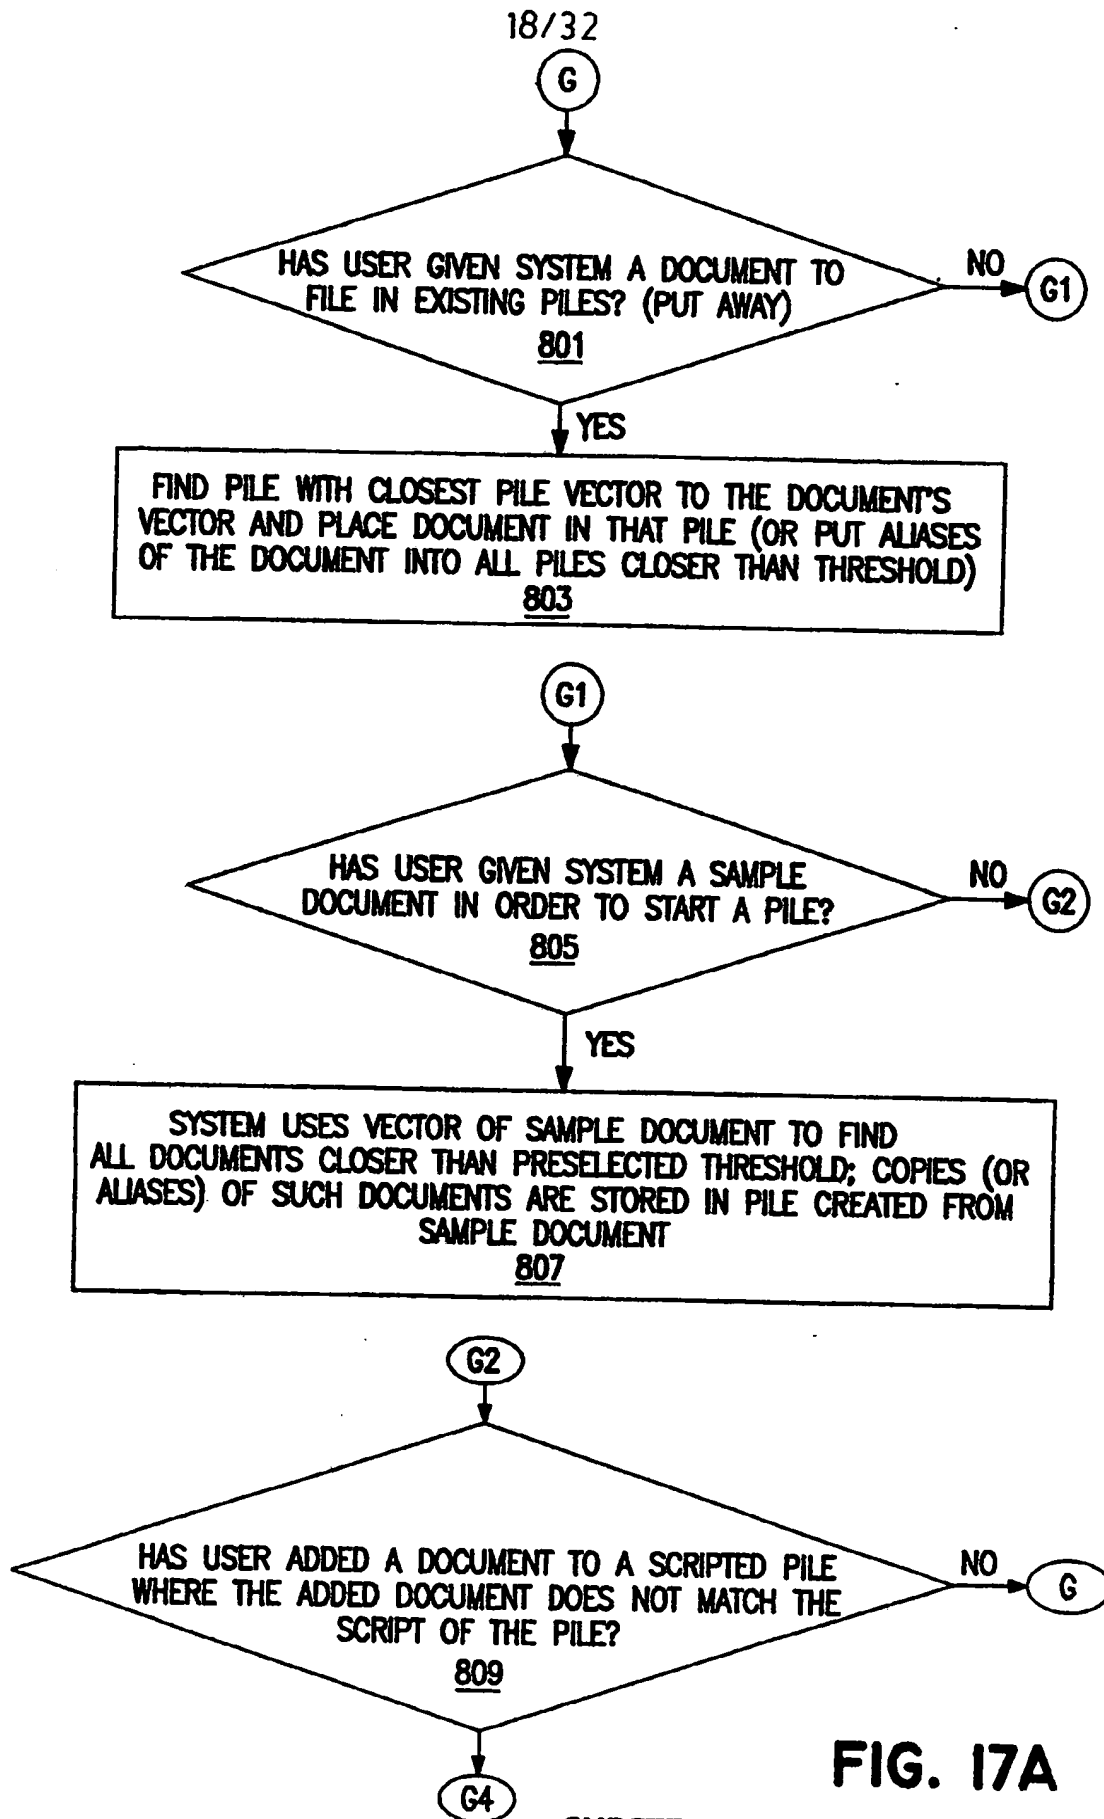 18/32
G
HAS USER GIVEN SYSTEM A DOCUMENT TO
FILE IN EXISTING PILES? (PUT AWAY)
801
NO
G1
YES
FIND PILE WITH CLOSEST PILE VECTOR TO THE DOCUMENT'S
VECTOR AND PLACE DOCUMENT IN THAT PILE (OR PUT ALIASES
OF THE DOCUMENT INTO ALL PILES CLOSER THAN THRESHOLD)
803
G1
HAS USER GIVEN SYSTEM A SAMPLE
DOCUMENT IN ORDER TO START A PILE?
805
NO
G2
YES
SYSTEM USES VECTOR OF SAMPLE DOCUMENT TO FIND
ALL DOCUMENTS CLOSER THAN PRESELECTED THRESHOLD; COPIES (OR
ALIASES) OF SUCH DOCUMENTS ARE STORED IN PILE CREATED FROM
SAMPLE DOCUMENT
807
G2
HAS USER ADDED A DOCUMENT TO A SCRIPTED PILE
WHERE THE ADDED DOCUMENT DOES NOT MATCH THE
SCRIPT OF THE PILE?
809
NO
G
G4
FIG. 17A